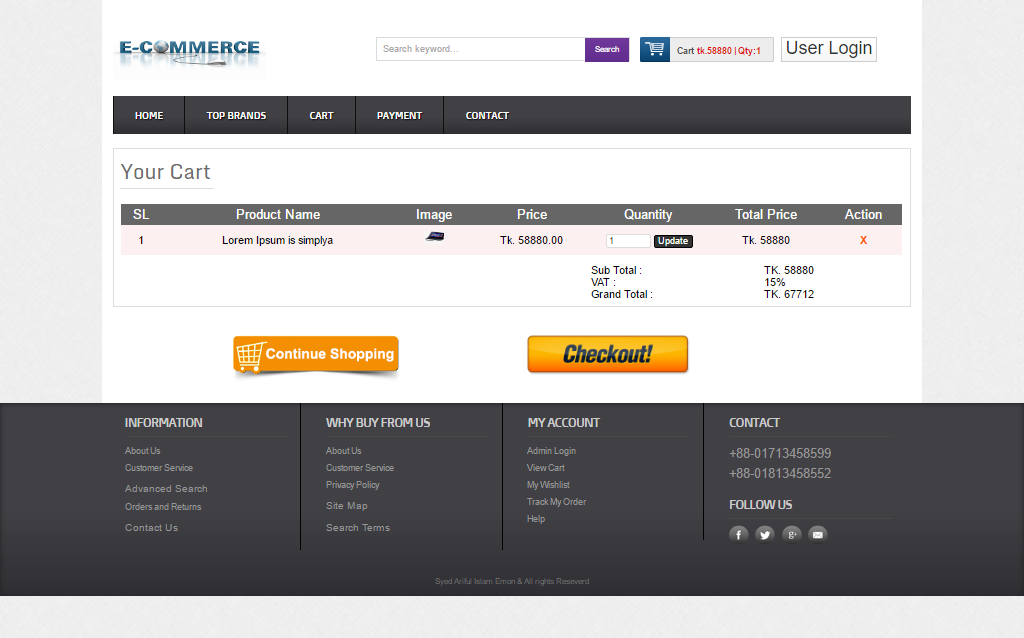 E-COMMERCE
Search keyword...
Search
Cart tk.58880 | Qty:1
User Login
HOME
TOP BRANDS
CART
PAYMENT
CONTACT
Your Cart
SL Product Name Image Price Quantity Total Price Action
1 Lorem Ipsum is simplya Tk. 58880.00 1 Update Tk. 58880 X
Sub Total : TK. 58880
VAT : 15%
Grand Total : TK. 67712
Continue Shopping
Checkout!
INFORMATION
About Us
Customer Service
Advanced Search
Orders and Returns
Contact Us
WHY BUY FROM US
About Us
Customer Service
Privacy Policy
Site Map
Search Terms
MY ACCOUNT
Admin Login
View Cart
My Wishlist
Track My Order
Help
CONTACT
+88-01713458599
+88-01813458552
FOLLOW US
Syed Ariful Islam Emon & All rights Reseverd